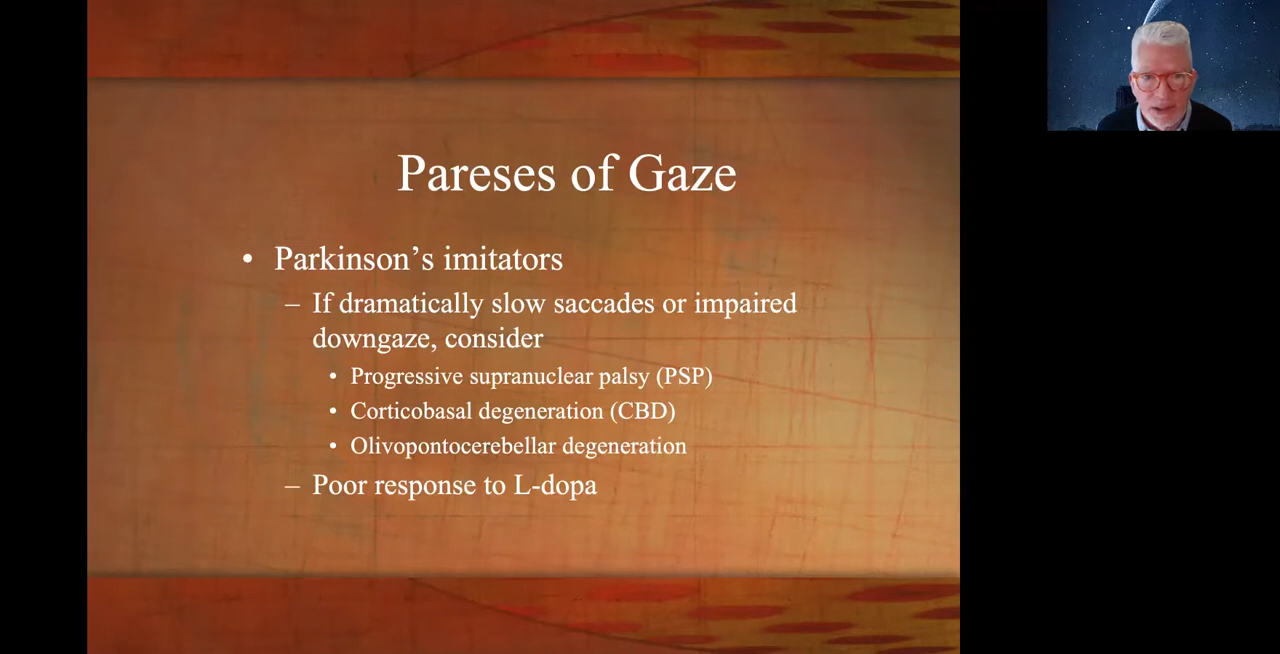 Pareses of Gaze
• Parkinson’s imitators
– If dramatically slow saccades or impaired
downgaze, consider
• Progressive supranuclear palsy (PSP)
• Corticobasal degeneration (CBD)
• Olivopontocerebellar degeneration
– Poor response to L-dopa